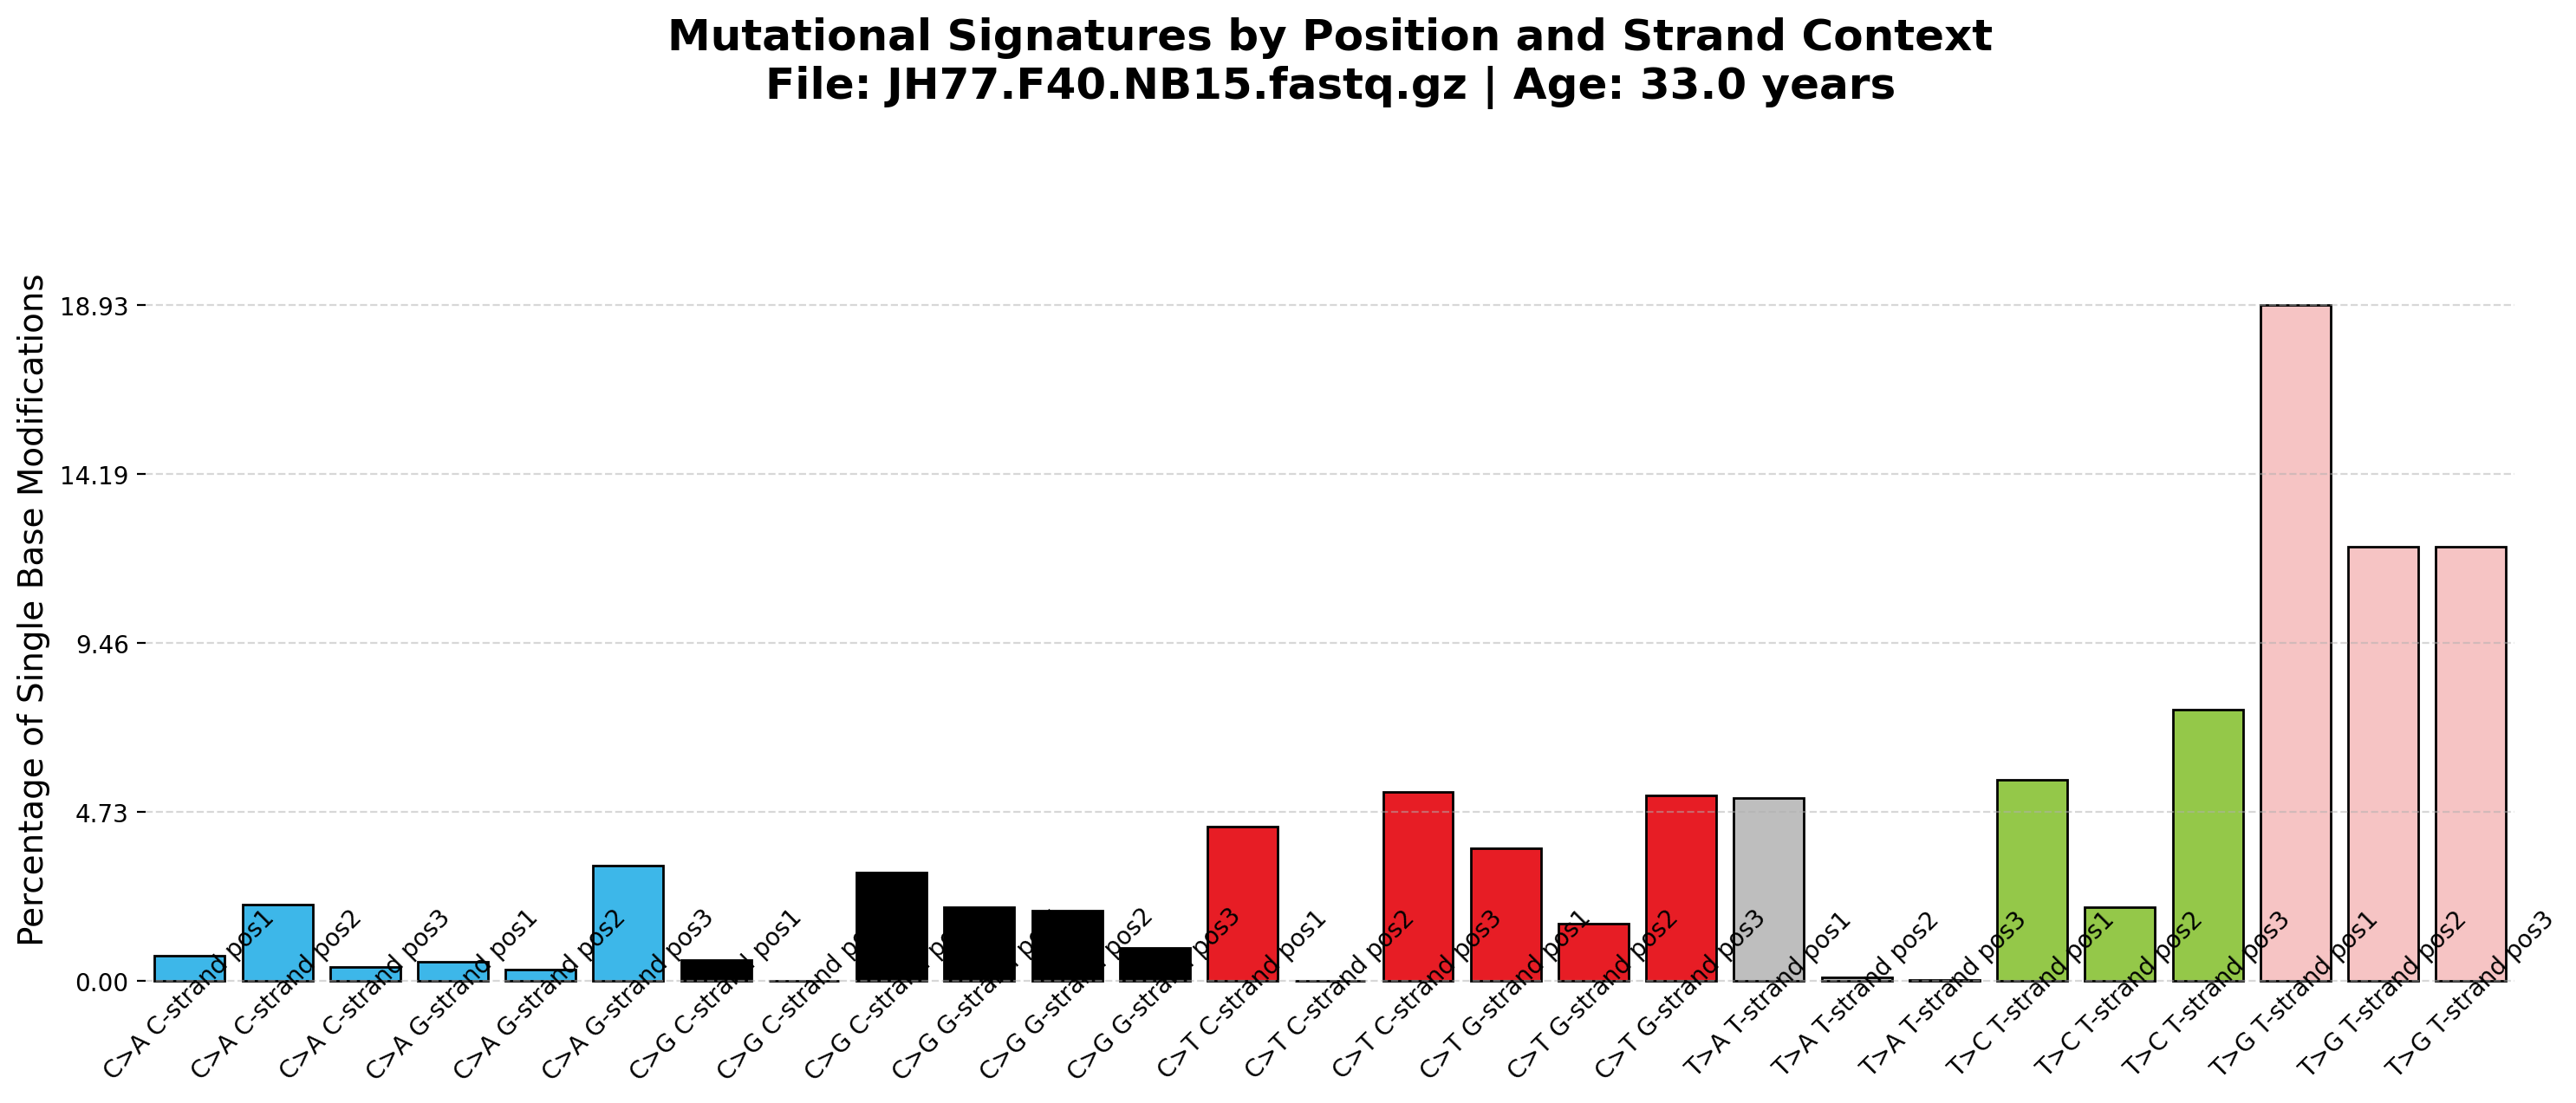 Mutational Signatures by Position and Strand Context
File: JH77.F40.NB15.fastq.gz | Age: 33.0 years
Percentage of Single Base Modifications
18.93
14.19
9.46
4.73
0.00
C>A C-strand pos1
C>A C-strand pos2
C>A C-strand pos3
C>A G-strand pos1
C>A G-strand pos2
C>A G-strand pos3
C>G C-strand pos1
C>G C-strand pos2
C>G C-strand pos3
C>G G-strand pos1
C>G G-strand pos2
C>G G-strand pos3
C>T C-strand pos1
C>T C-strand pos2
C>T C-strand pos3
C>T G-strand pos1
C>T G-strand pos2
C>T G-strand pos3
T>A T-strand pos1
T>A T-strand pos2
T>A T-strand pos3
T>C T-strand pos1
T>C T-strand pos2
T>C T-strand pos3
T>G T-strand pos1
T>G T-strand pos2
T>G T-strand pos3